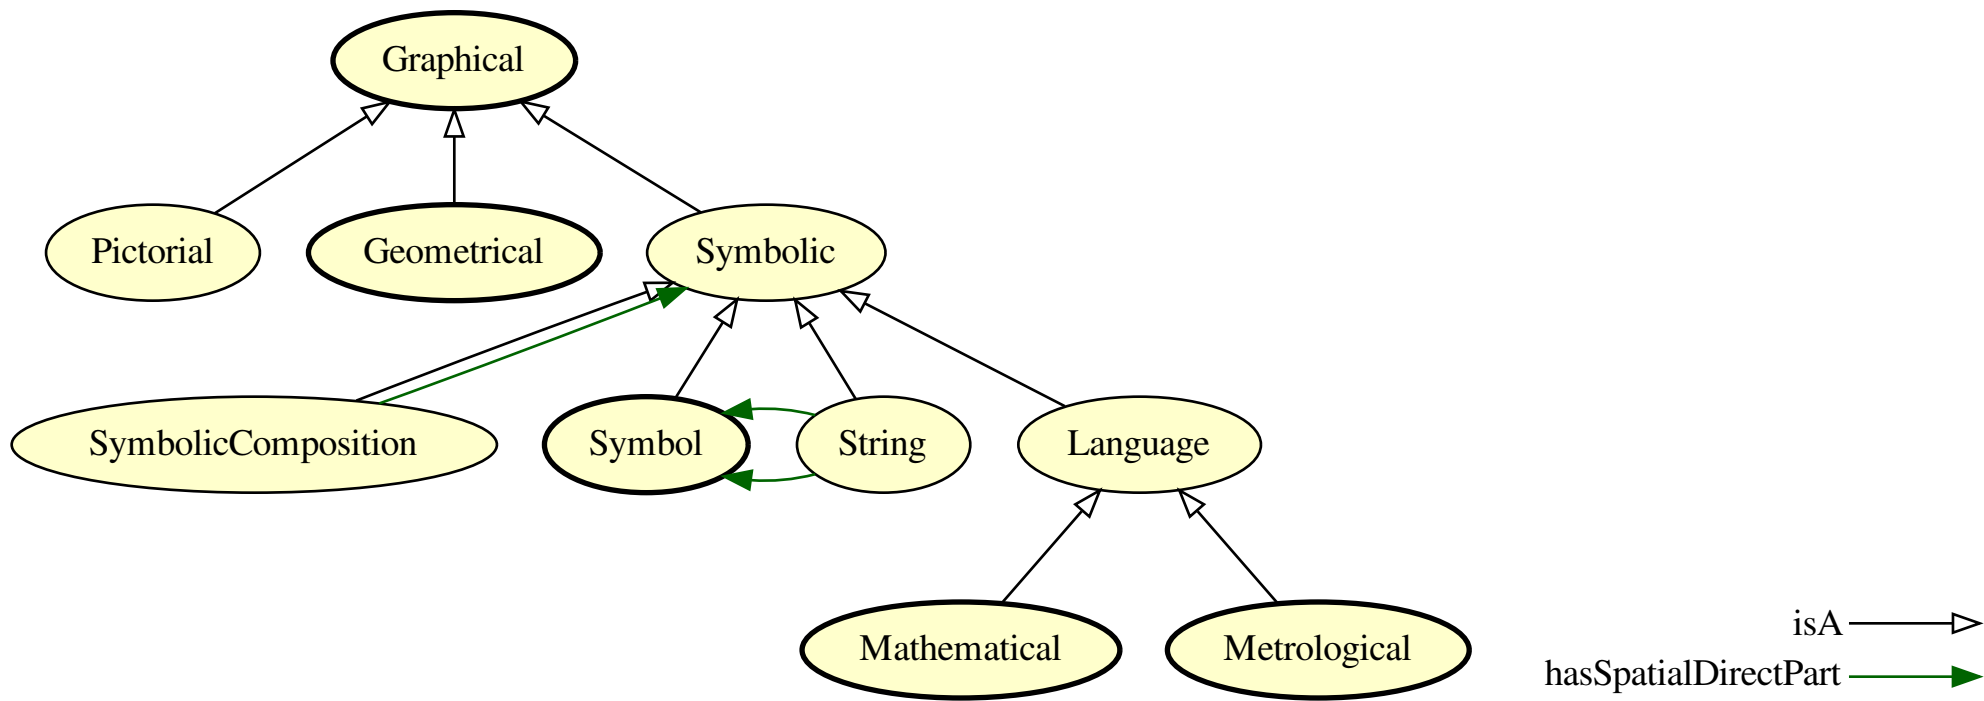 Graphical
Pictorial
Geometrical
Symbolic
SymbolicComposition
Symbol
String
Language
Mathematical
Metrological
isA
hasSpatialDirectPart